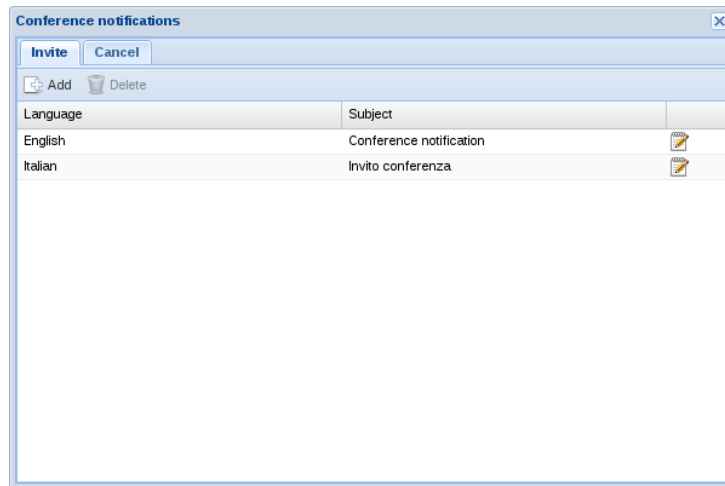 Conference notifications
Invite Cancel
Add Delete
Language Subject
English Conference notification
Italian Invito conferenza